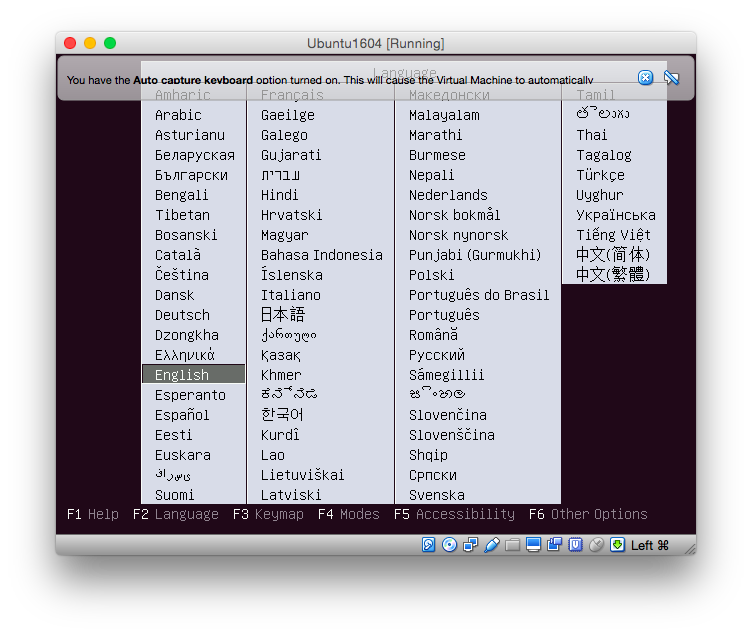 Ubuntu1604 [Running]
You have the Auto capture keyboard option turned on. This will cause the Virtual Machine to automatically
Language
Amharic
Arabic
Asturianu
Беларуская
Български
Bengali
Tibetan
Bosanski
Català
Čeština
Dansk
Deutsch
Dzongkha
Ελληνικά
English
Esperanto
Español
Eesti
Euskara
ﻰﺳرﺎﻓ
Suomi
Français
Gaeilge
Galego
Gujarati
עברית
Hindi
Hrvatski
Magyar
Bahasa Indonesia
Íslenska
Italiano
日本語
ქართული
Қазақ
Khmer
ಕನ್ನಡ
한국어
Kurdî
Lao
Lietuviškai
Latviski
Македонски
Malayalam
Marathi
Burmese
Nepali
Nederlands
Norsk bokmål
Norsk nynorsk
Punjabi (Gurmukhi)
Polski
Português do Brasil
Português
Română
Русский
Sámegillii
සිංහල
Slovenčina
Slovenščina
Shqip
Српски
Svenska
Tamil
తెలుగు
Thai
Tagalog
Türkçe
Uyghur
Українська
Tiếng Việt
中文(简体)
中文(繁體)
F1 Help F2 Language F3 Keymap F4 Modes F5 Accessibility F6 Other Options
Left ⌘